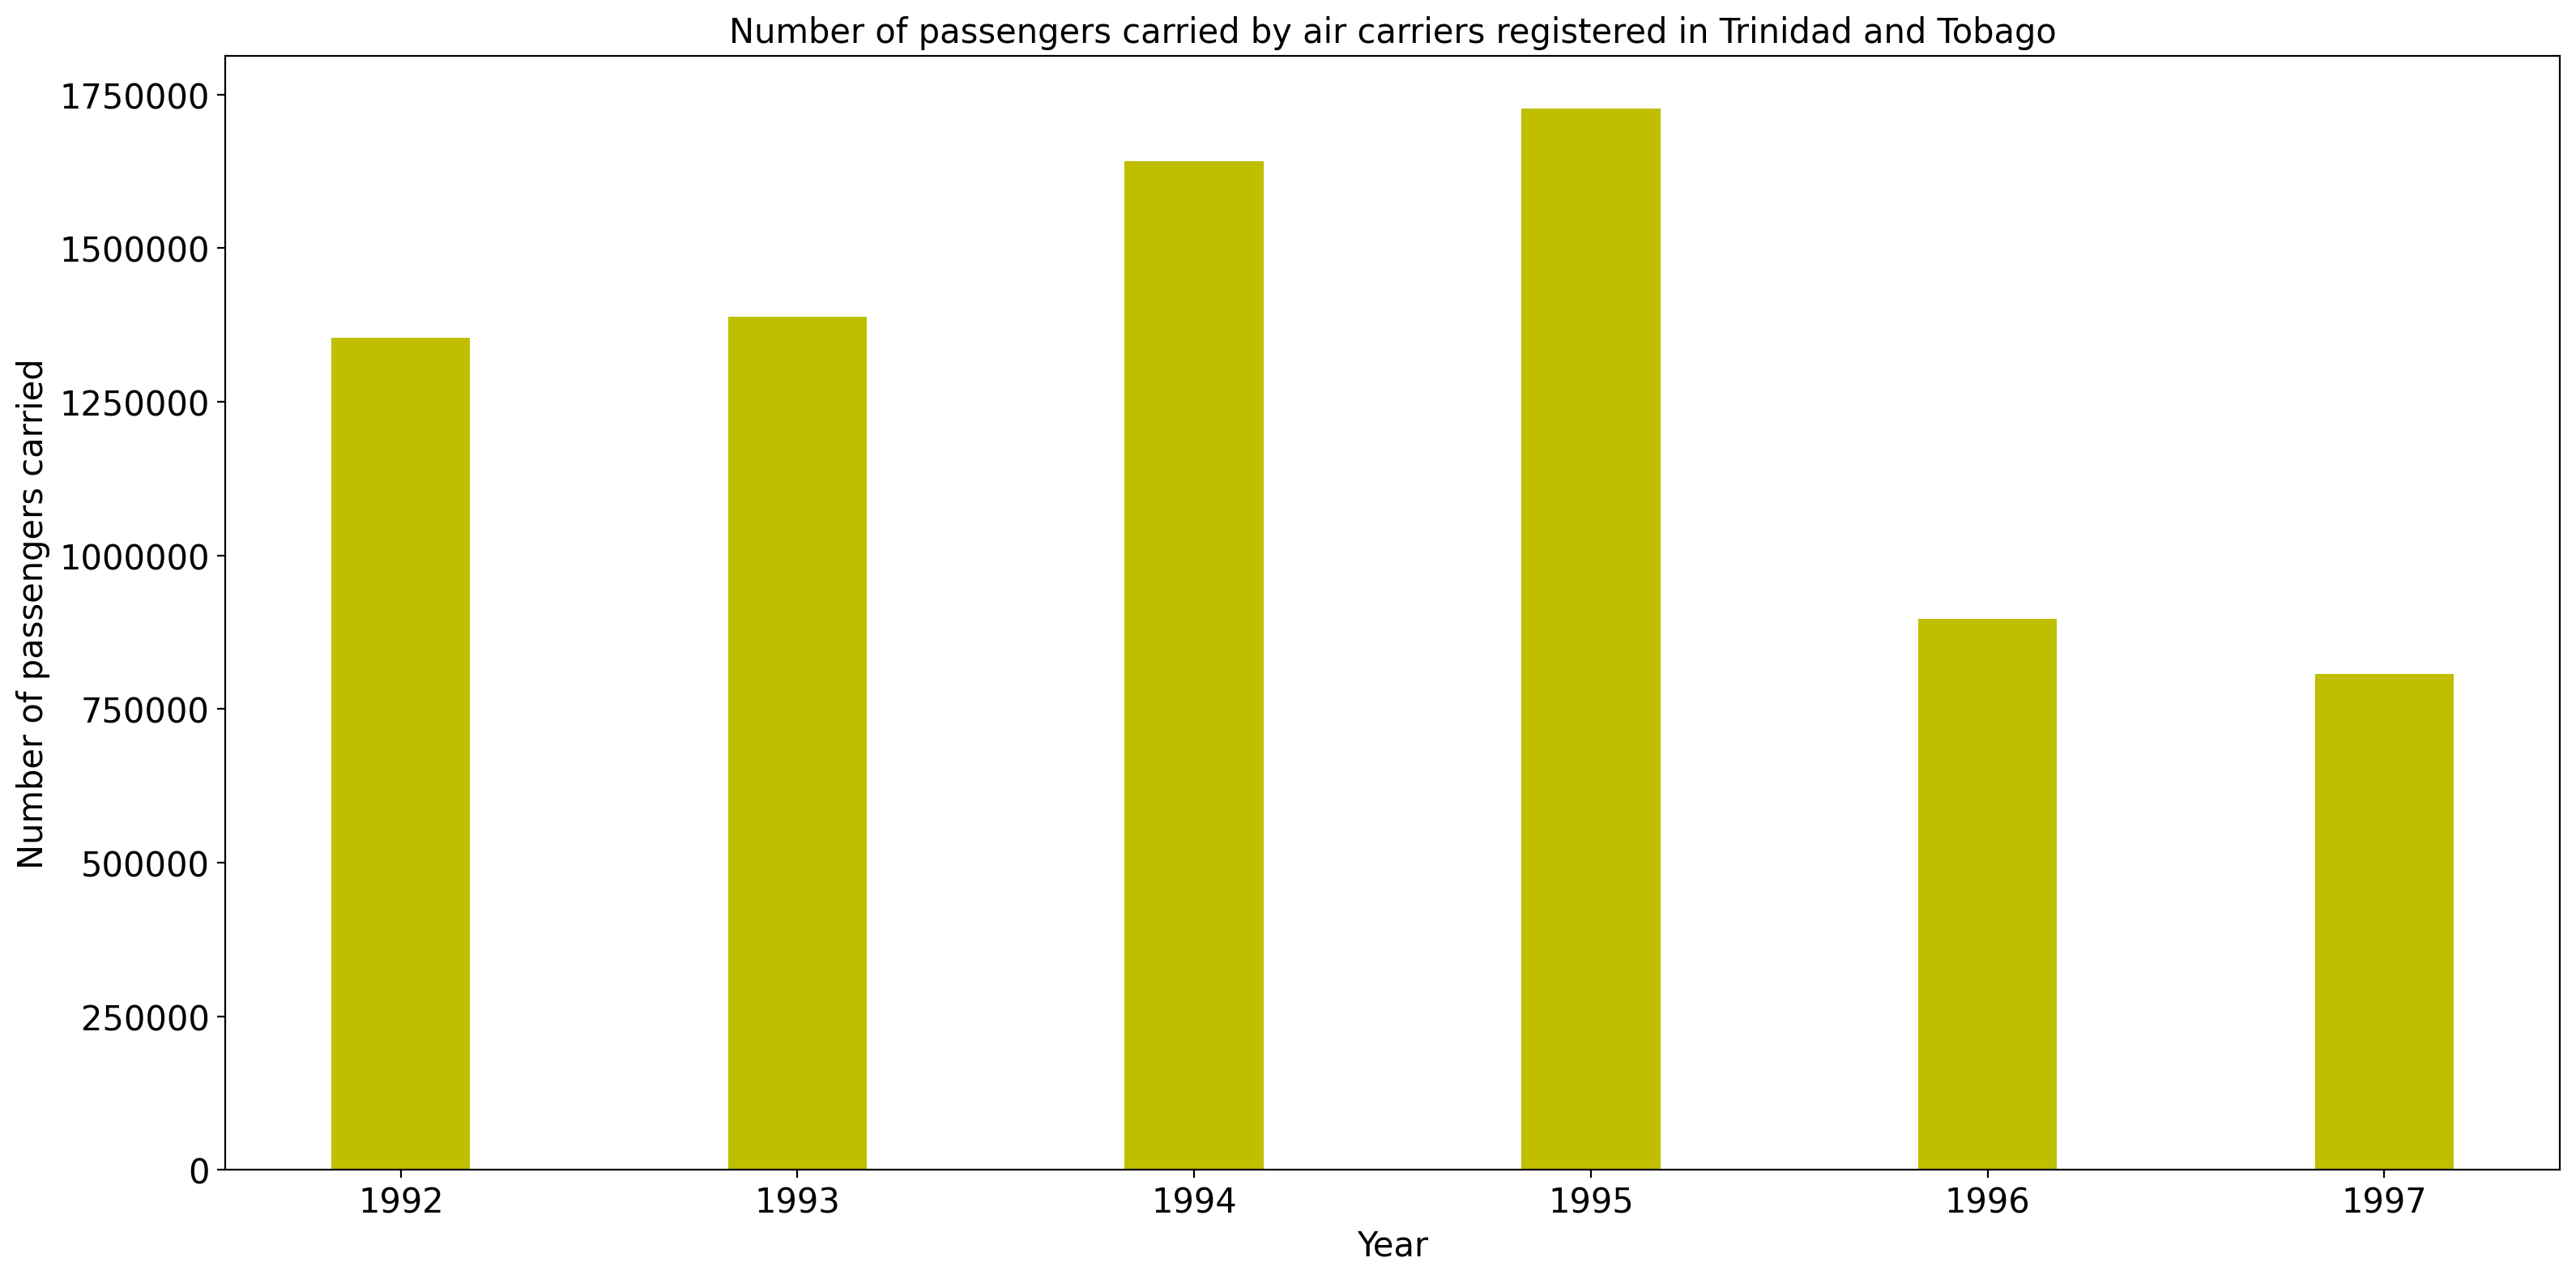 Number of passengers carried by air carriers registered in Trinidad and Tobago
Number of passengers carried
1750000
1500000
1250000
1000000
750000
500000
250000
0
1992 1993 1994 1995 1996 1997
Year